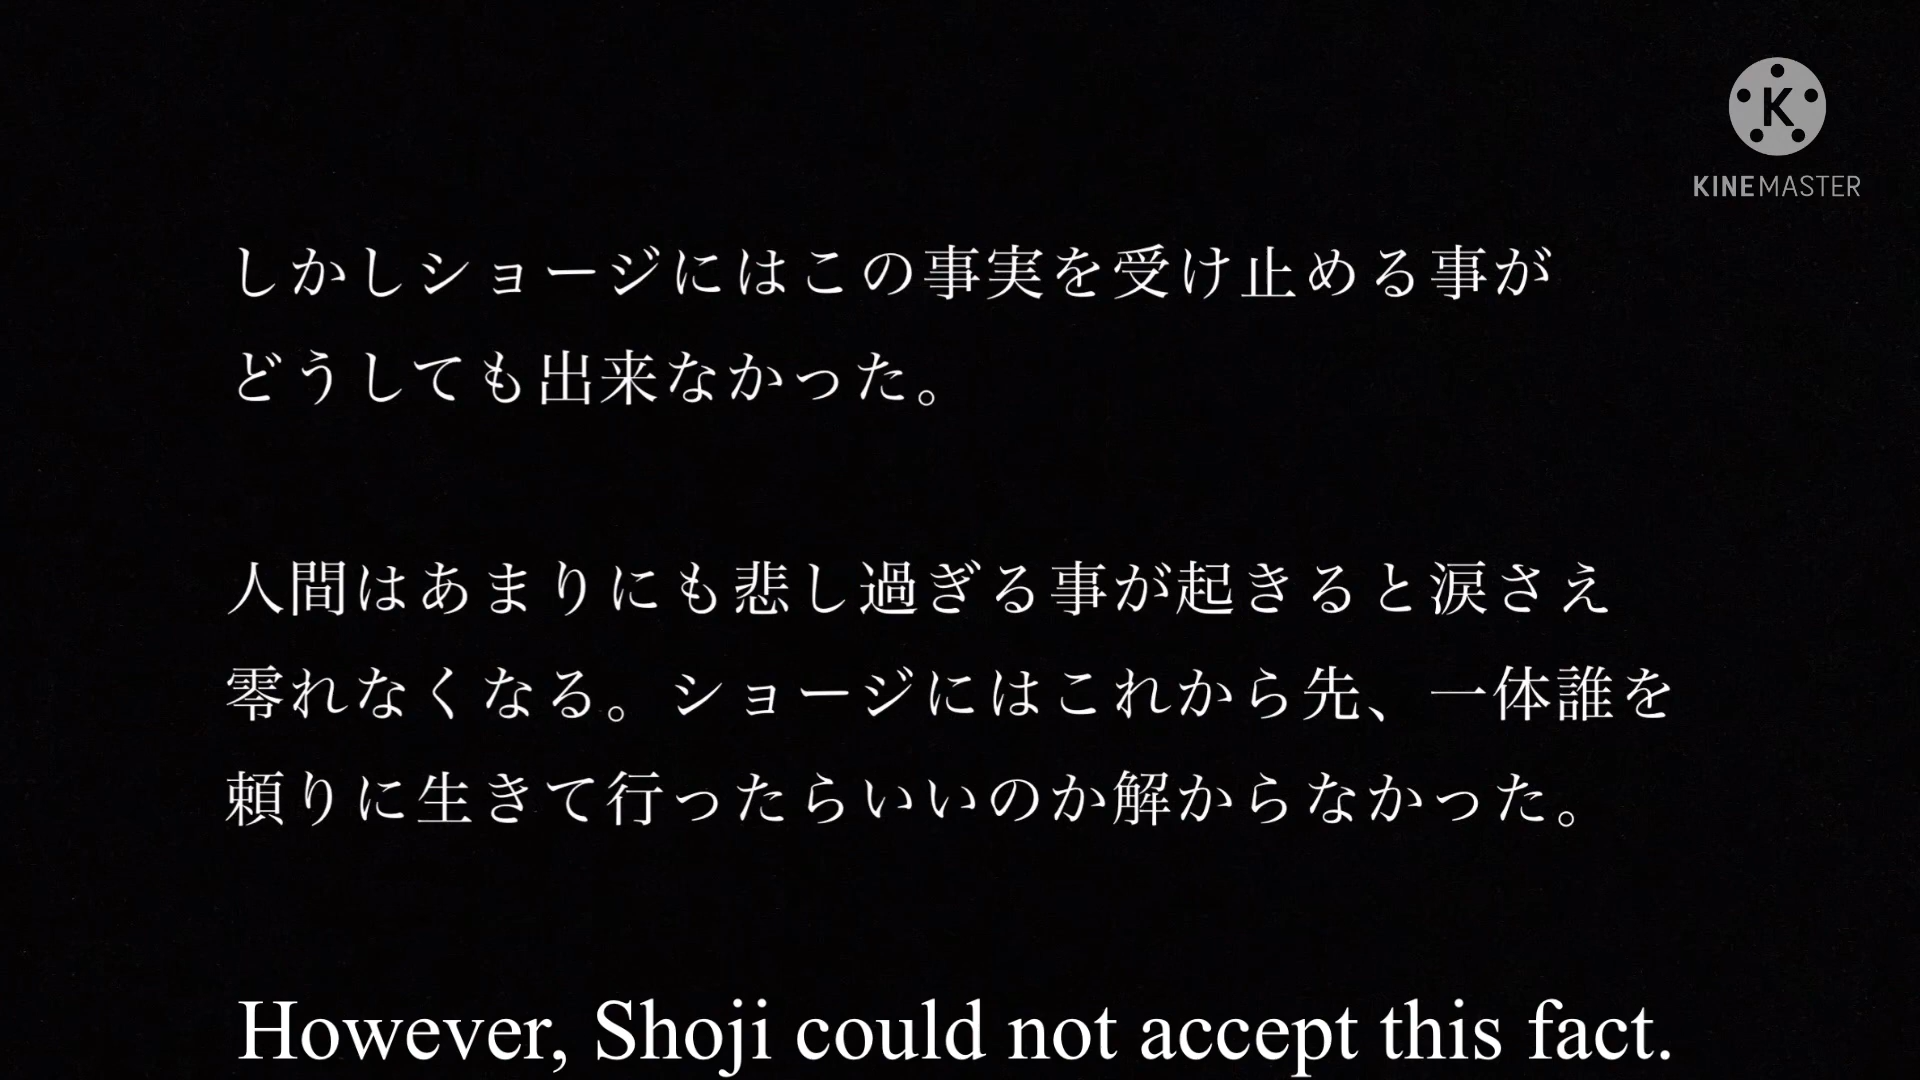 K
KINEMASTER
しかしショージにはこの事実を受け止める事が
どうしても出来なかった。
人間はあまりにも悲し過ぎる事が起きると涙さえ
零れなくなる。ショージにはこれから先、一体誰を
頼りに生きて行ったらいいのか解からなかった。
However, Shoji could not accept this fact.